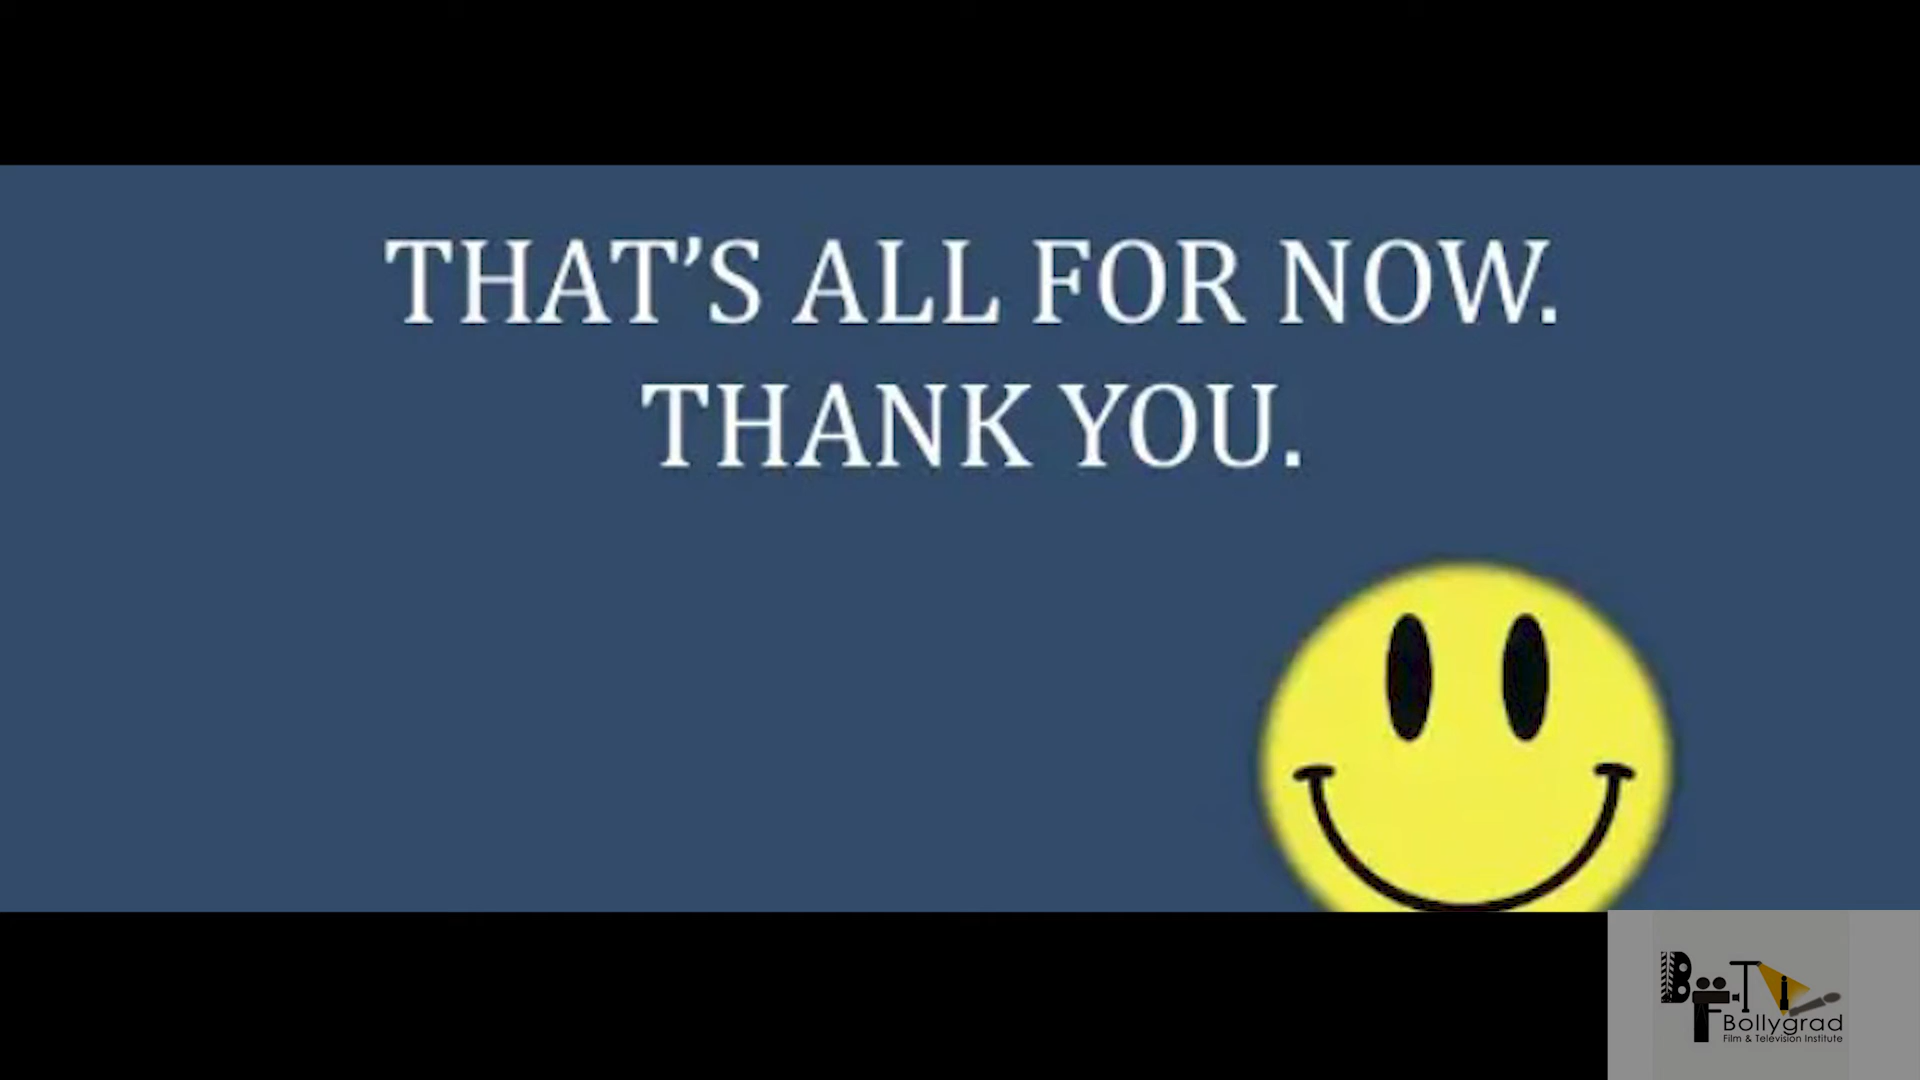 THAT'S ALL FOR NOW.
THANK YOU.
Bollygrad
Film & Television Institute